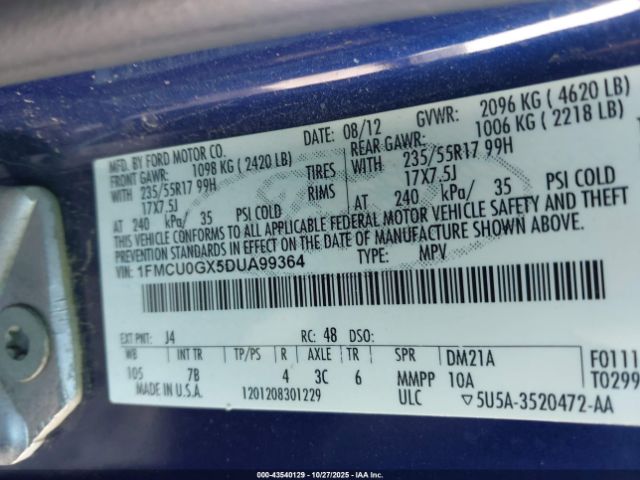 MFD. BY FORD MOTOR CO.
DATE: 08/12 GVWR: 2096 KG ( 4620 LB)
FRONT GAWR: 1098 KG ( 2420 LB) REAR GAWR: 1006 KG ( 2218 LB)
WITH 235/55R17 99H TIRES WITH 235/55R17 99H
17X7.5J RIMS 17X7.5J
AT 240 kPa/ 35 PSI COLD AT 240 kPa/ 35 PSI COLD
THIS VEHICLE CONFORMS TO ALL APPLICABLE FEDERAL MOTOR VEHICLE SAFETY AND THEFT
PREVENTION STANDARDS IN EFFECT ON THE DATE OF MANUFACTURE SHOWN ABOVE.
VIN: 1FMCU0GX5DUA99364 TYPE: MPV
EXT PNT: J4 RC: 48 DSO:
WB INT TR TP/PS R AXLE TR SPR DM21A F0111
105 7B 4 3C 6 MMPP 10A T0299
MADE IN U.S.A. 1201208301229 ULC ▽5U5A-3520472-AA
000-43540129 | 10/27/2025 | IAA, Inc.